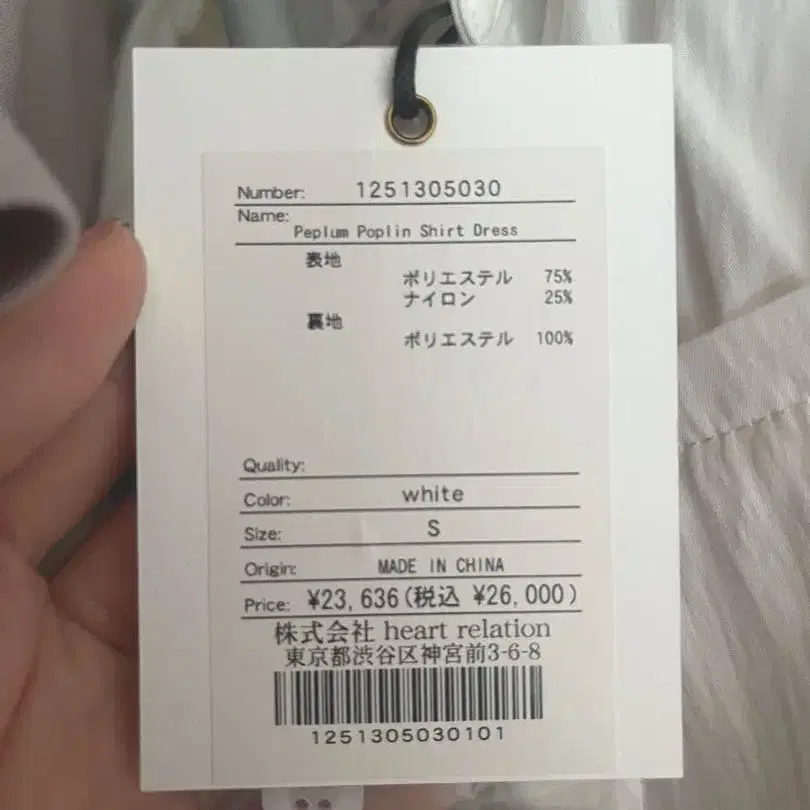 Number: 1251305030
Name:
Peplum Poplin Shirt Dress
表地
ポリエステル 75%
ナイロン 25%
裏地
ポリエステル 100%
Quality:
Color: white
Size: S
Origin: MADE IN CHINA
Price: ¥23,636(税込 ¥26,000)
株式会社 heart relation
東京都渋谷区神宮前3-6-8
1251305030101